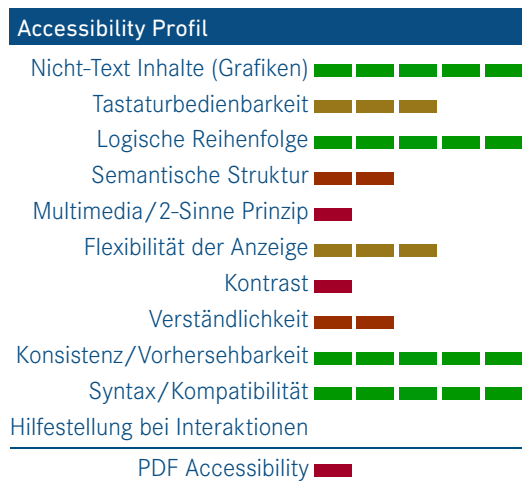 Accessibility Profil
Nicht-Text Inhalte (Grafiken)
Tastaturbedienbarkeit
Logische Reihenfolge
Semantische Struktur
Multimedia/2-Sinne Prinzip
Flexibilität der Anzeige
Kontrast
Verständlichkeit
Konsistenz/Vorhersehbarkeit
Syntax/Kompatibilität
Hilfestellung bei Interaktionen
PDF Accessibility